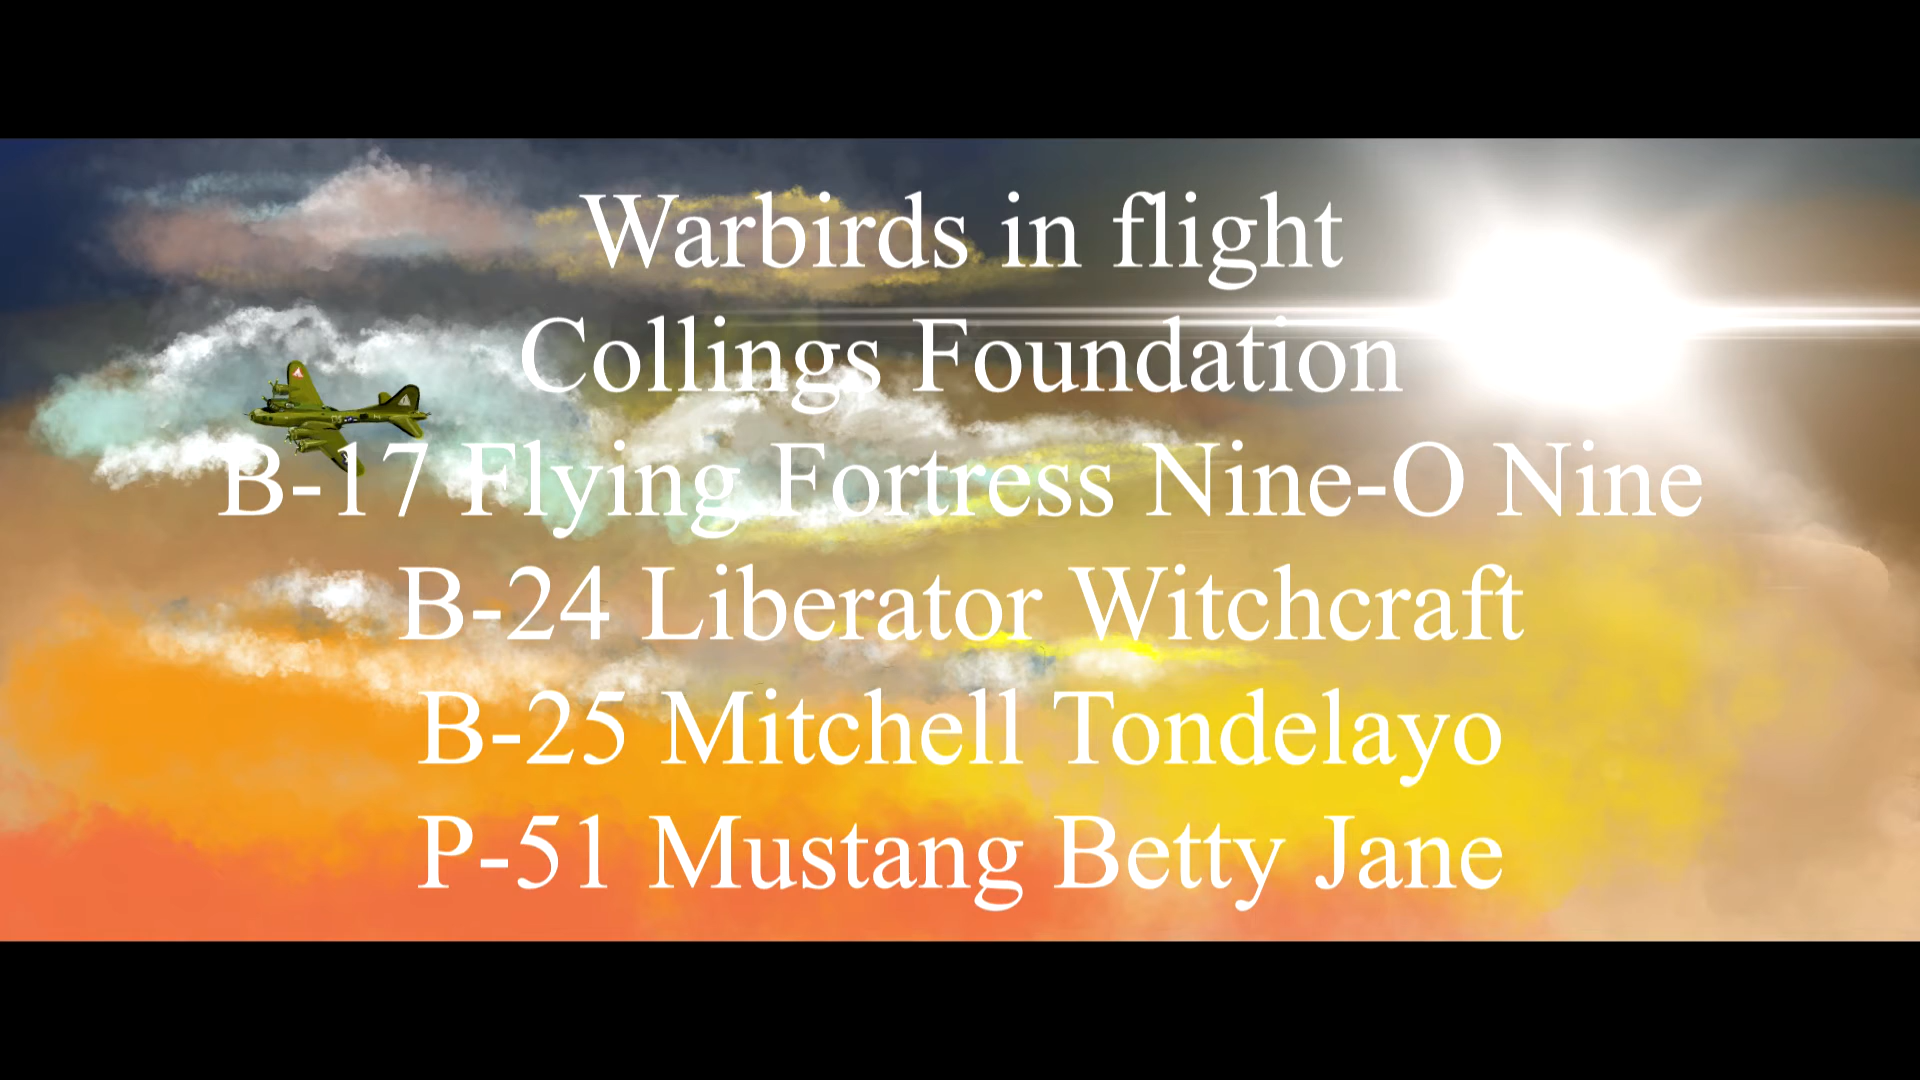 Warbirds in flight
Collings Foundation
B-17 Flying Fortress Nine-O Nine
B-24 Liberator Witchcraft
B-25 Mitchell Tondelayo
P-51 Mustang Betty Jane